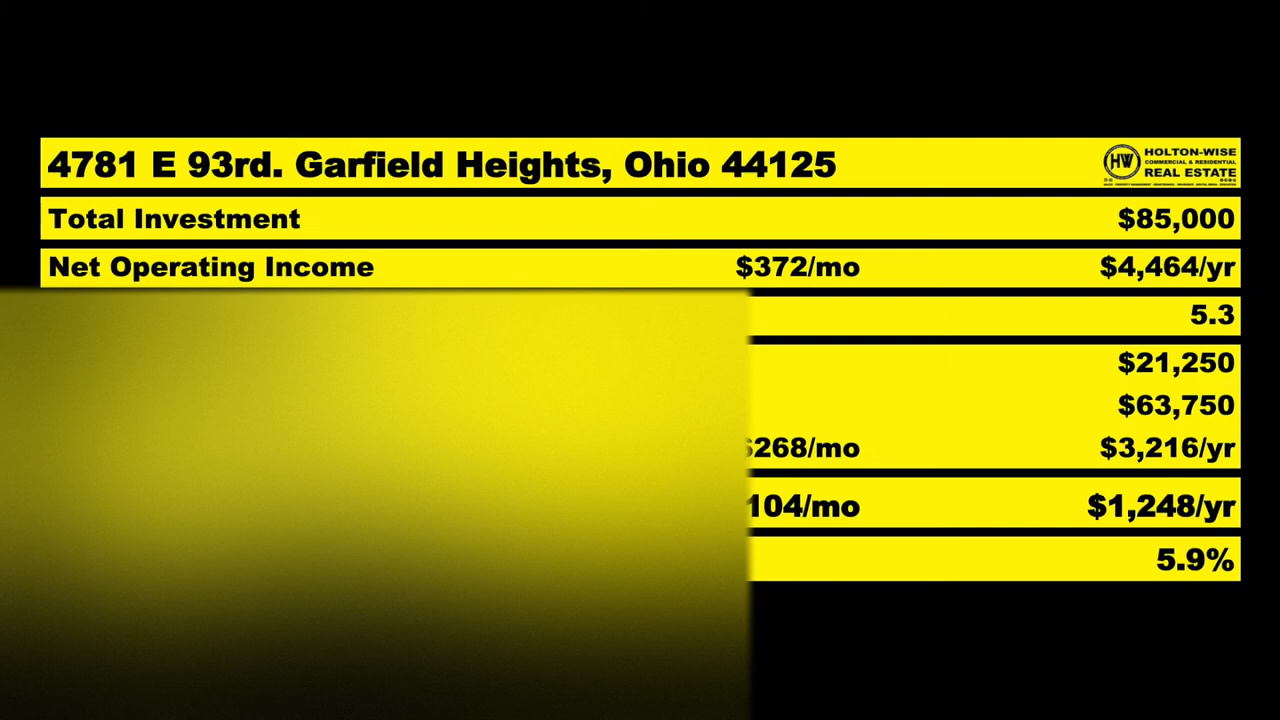 4781 E 93rd. Garfield Heights, Ohio 44125
HW
HOLTON-WISE
COMMERCIAL & RESIDENTIAL
REAL ESTATE
Total Investment $85,000
Net Operating Income $372/mo $4,464/yr
5.3
$21,250
$63,750
$268/mo $3,216/yr
104/mo $1,248/yr
5.9%